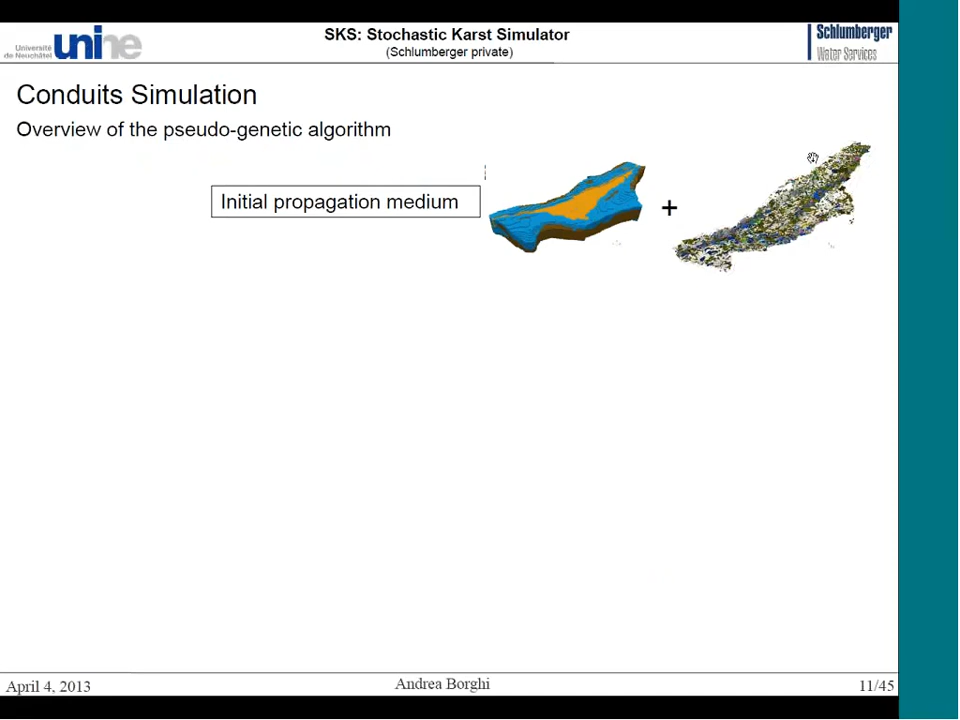 Université
de Neuchâtel
unine
SKS: Stochastic Karst Simulator
(Schlumberger private)
Schlumberger
Water Services
Conduits Simulation
Overview of the pseudo-genetic algorithm
Initial propagation medium
+
April 4, 2013
Andrea Borghi
11/45